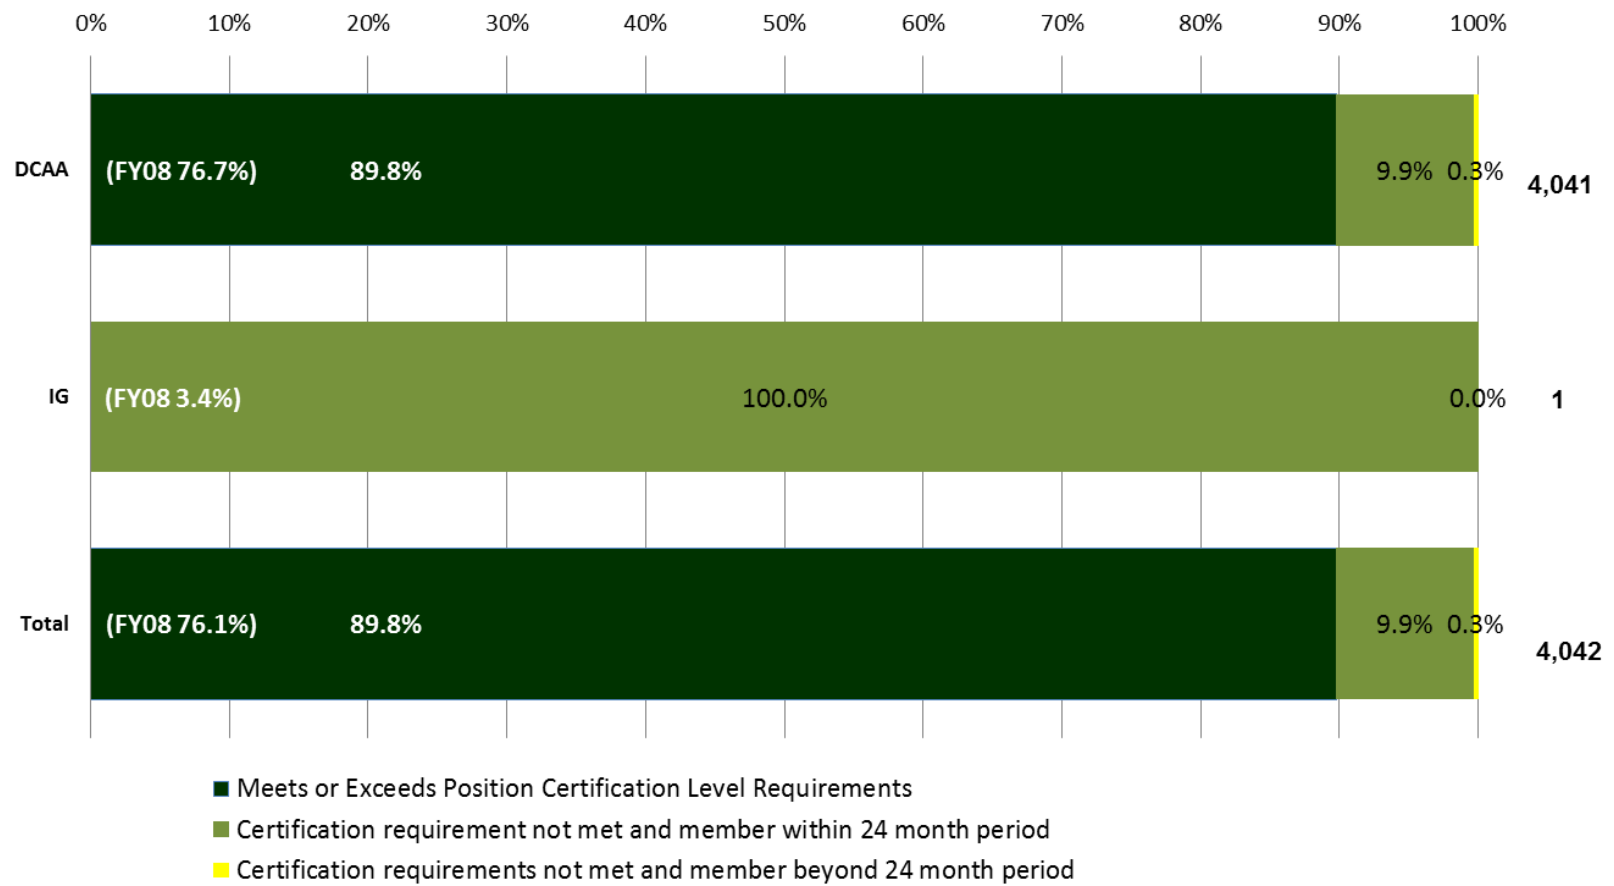 0% 10% 20% 30% 40% 50% 60% 70% 80% 90% 100%
DCAA (FY08 76.7%) 89.8% 9.9% 0.3% 4,041
IG (FY08 3.4%) 100.0% 0.0% 1
Total (FY08 76.1%) 89.8% 9.9% 0.3% 4,042
Meets or Exceeds Position Certification Level Requirements
Certification requirement not met and member within 24 month period
Certification requirements not met and member beyond 24 month period